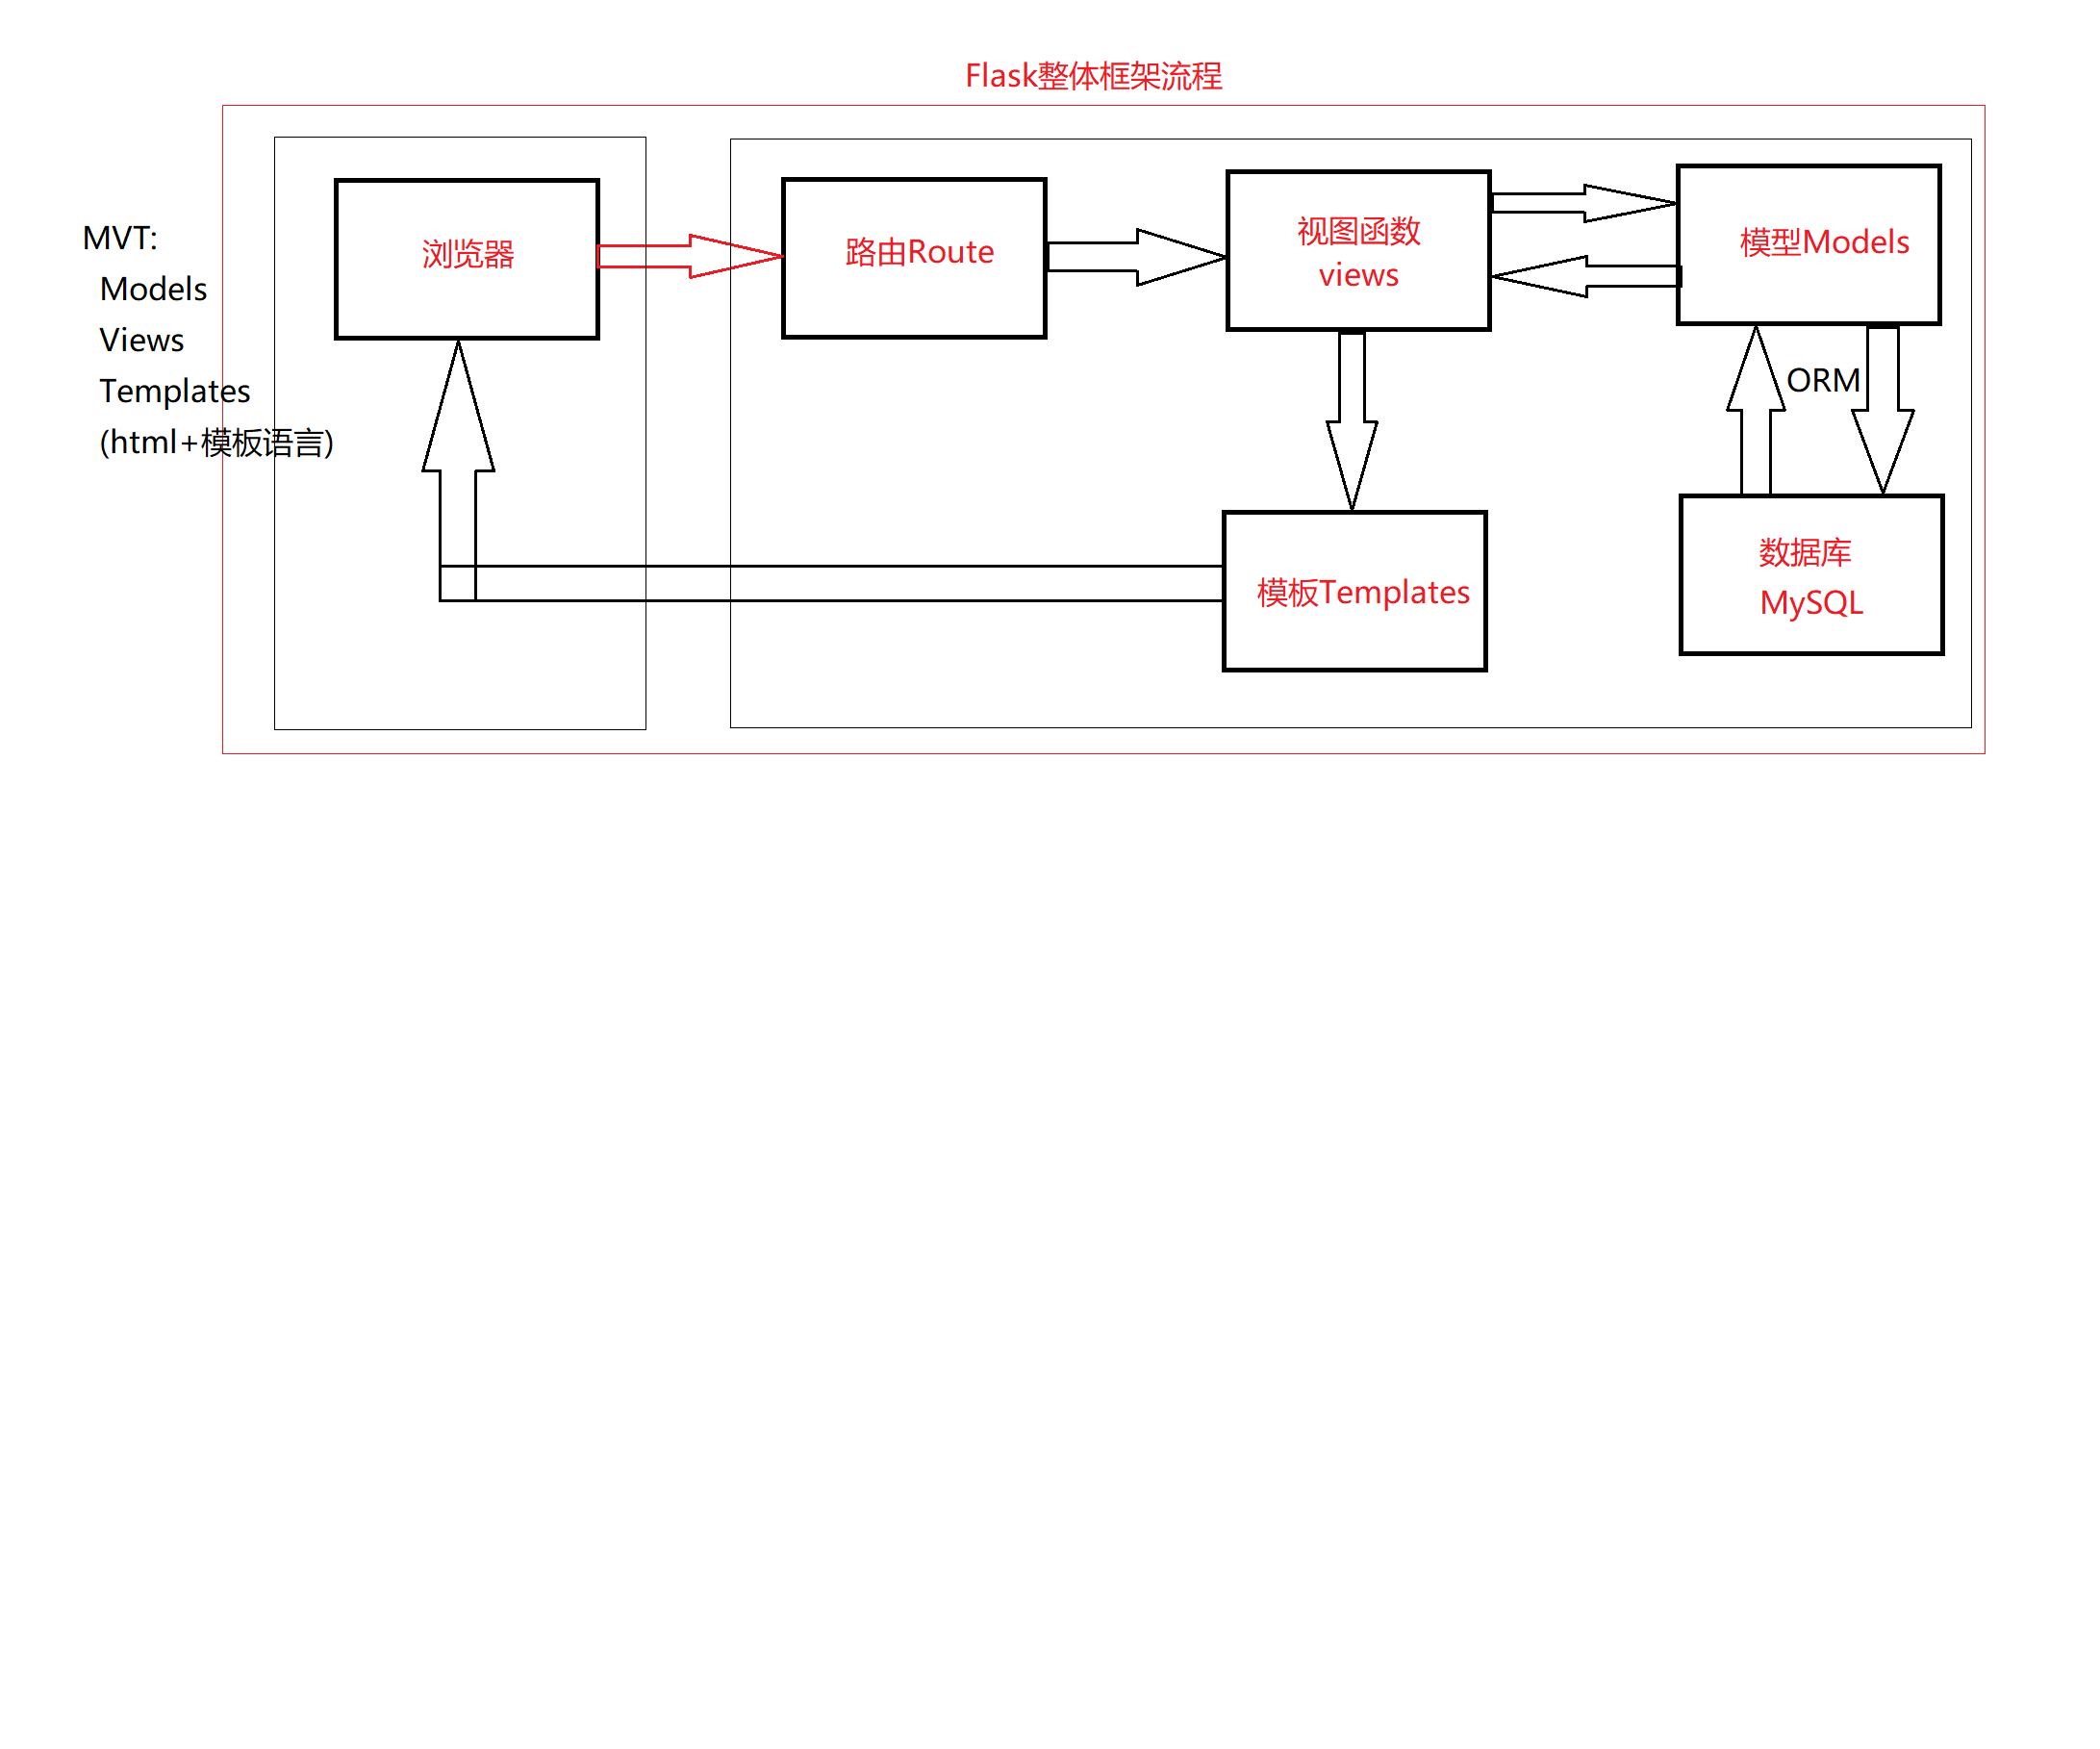 Flask整体框架流程
MVT:
Models
Views
Templates
(html+模板语言)
浏览器
路由Route
视图函数
views
模型Models
ORM
模板Templates
数据库
MySQL